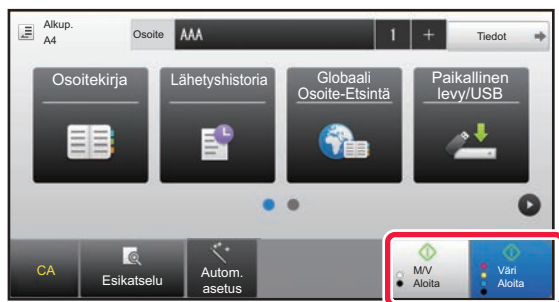 Alkup.
A4
Osoite
AAA
1
+
Tiedot
Osoitekirja
Lähetyshistoria
Globaali
Osoite-Etsintä
Paikallinen
levy/USB
CA
Esikatselu
Autom.
asetus
M/V
Aloita
Väri
Aloita